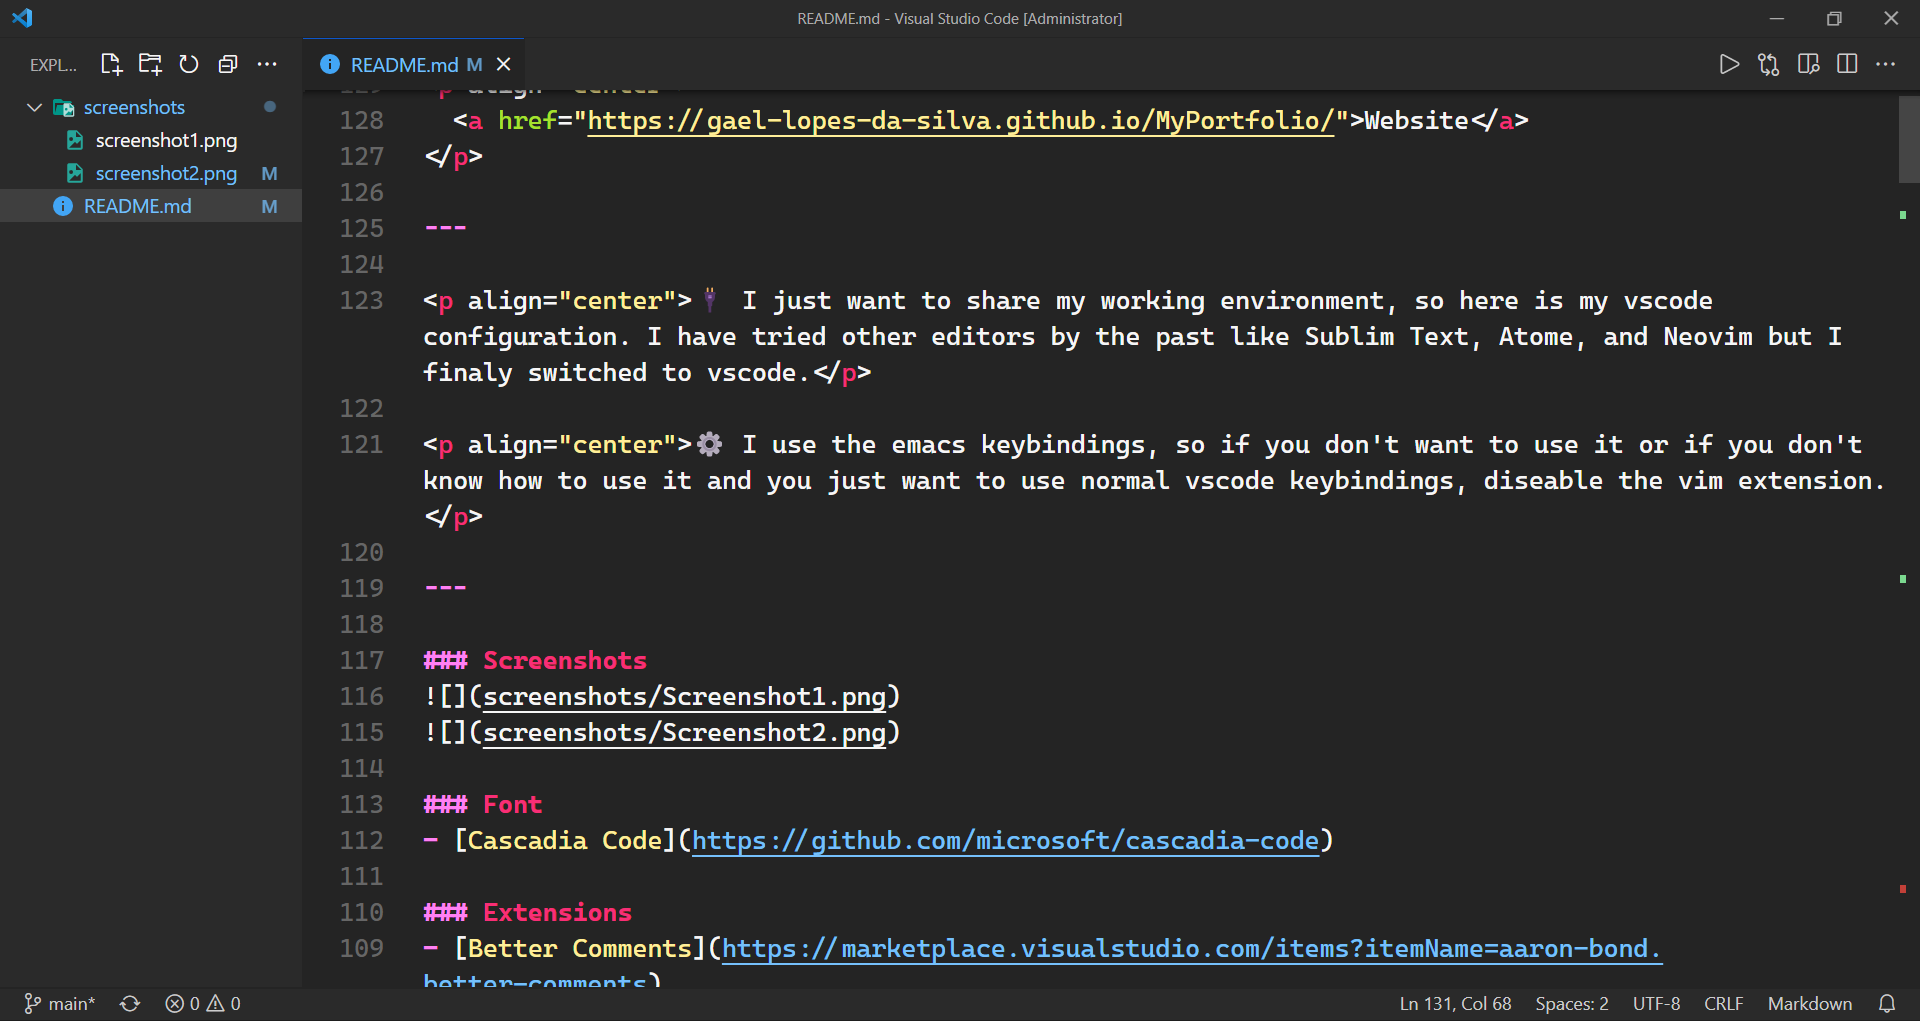 README.md - Visual Studio Code [Administrator]
EXPL...
README.md M
screenshots
screenshot1.png
screenshot2.png M
README.md M
128 <a href="https://gael-lopes-da-silva.github.io/MyPortfolio/">Website</a>
127 </p>
126
125 ---
124
123 <p align="center">🔌 I just want to share my working environment, so here is my vscode
configuration. I have tried other editors by the past like Sublim Text, Atome, and Neovim but I
finaly switched to vscode.</p>
122
121 <p align="center">⚙️ I use the emacs keybindings, so if you don't want to use it or if you don't
know how to use it and you just want to use normal vscode keybindings, diseable the vim extension.
</p>
120
119 ---
118
117 ### Screenshots
116 ![](screenshots/Screenshot1.png)
115 ![](screenshots/Screenshot2.png)
114
113 ### Font
112 - [Cascadia Code](https://github.com/microsoft/cascadia-code)
111
110 ### Extensions
109 - [Better Comments](https://marketplace.visualstudio.com/items?itemName=aaron-bond.
better-comments)
main* 0 0 Ln 131, Col 68 Spaces: 2 UTF-8 CRLF Markdown